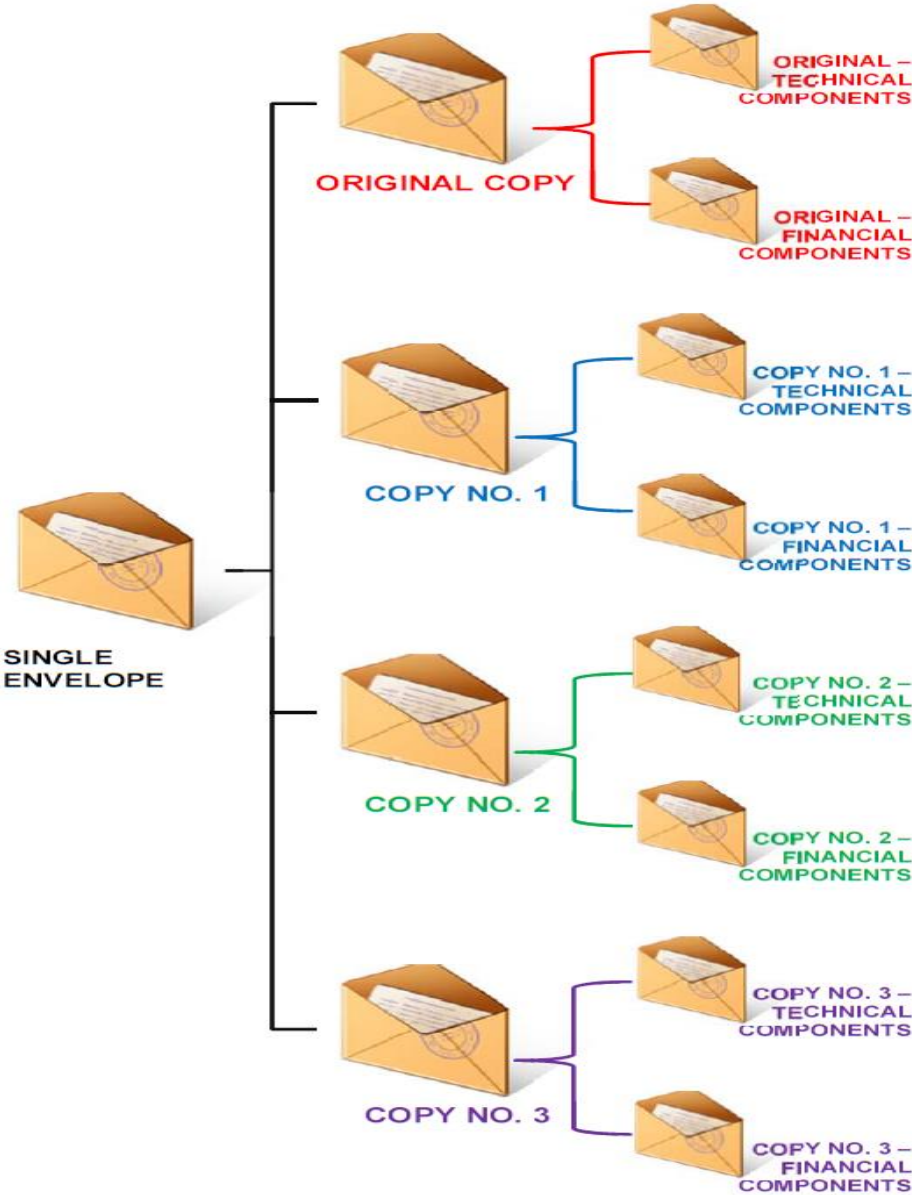 ORIGINAL –
TECHNICAL
COMPONENTS
ORIGINAL COPY
ORIGINAL –
FINANCIAL
COMPONENTS
COPY NO. 1 –
TECHNICAL
COMPONENTS
COPY NO. 1
COPY NO. 1 –
FINANCIAL
COMPONENTS
SINGLE
ENVELOPE
COPY NO. 2 –
TECHNICAL
COMPONENTS
COPY NO. 2
COPY NO. 2 –
FINANCIAL
COMPONENTS
COPY NO. 3 –
TECHNICAL
COMPONENTS
COPY NO. 3
COPY NO. 3 –
FINANCIAL
COMPONENTS